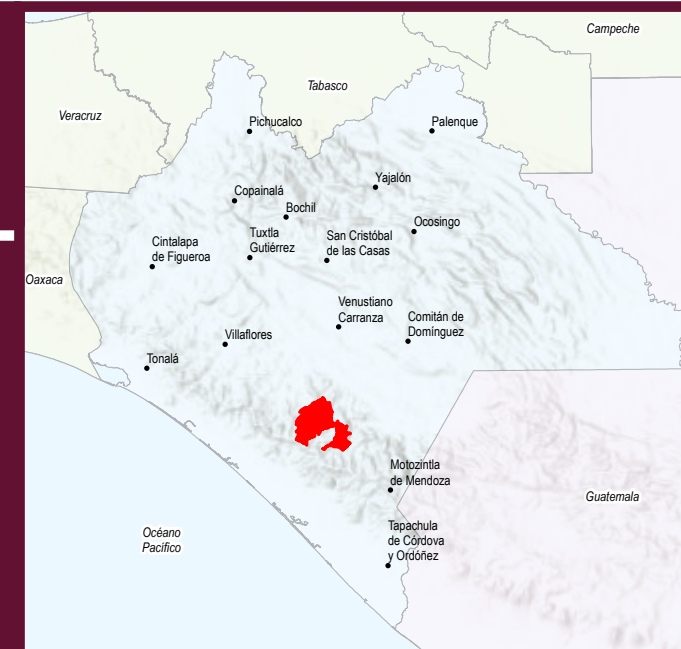 Campeche
Tabasco
Veracruz
Pichucalco
Palenque
Yajalón
Copainalá
Bochil
Ocosingo
Tuxtla
Gutiérrez
San Cristóbal
de las Casas
Cintalapa
de Figueroa
Oaxaca
Venustiano
Carranza
Comitán de
Domínguez
Villaflores
Tonalá
Motozintla
de Mendoza
Guatemala
Océano
Pacífico
Tapachula
de Córdova
y Ordóñez